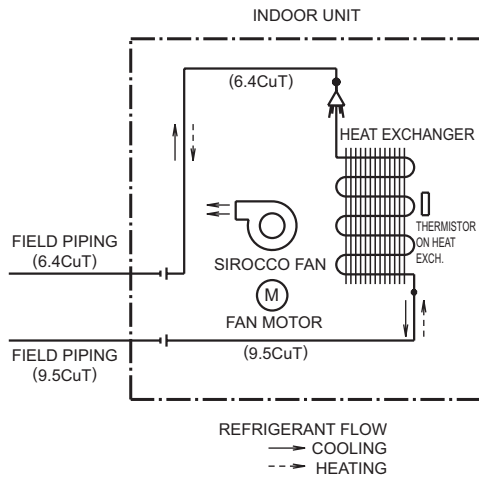 INDOOR UNIT
(6.4CuT)
HEAT EXCHANGER
THERMISTOR
ON HEAT
EXCH.
FIELD PIPING
(6.4CuT)
SIROCCO FAN
M
FAN MOTOR
(9.5CuT)
FIELD PIPING
(9.5CuT)
REFRIGERANT FLOW
COOLING
HEATING